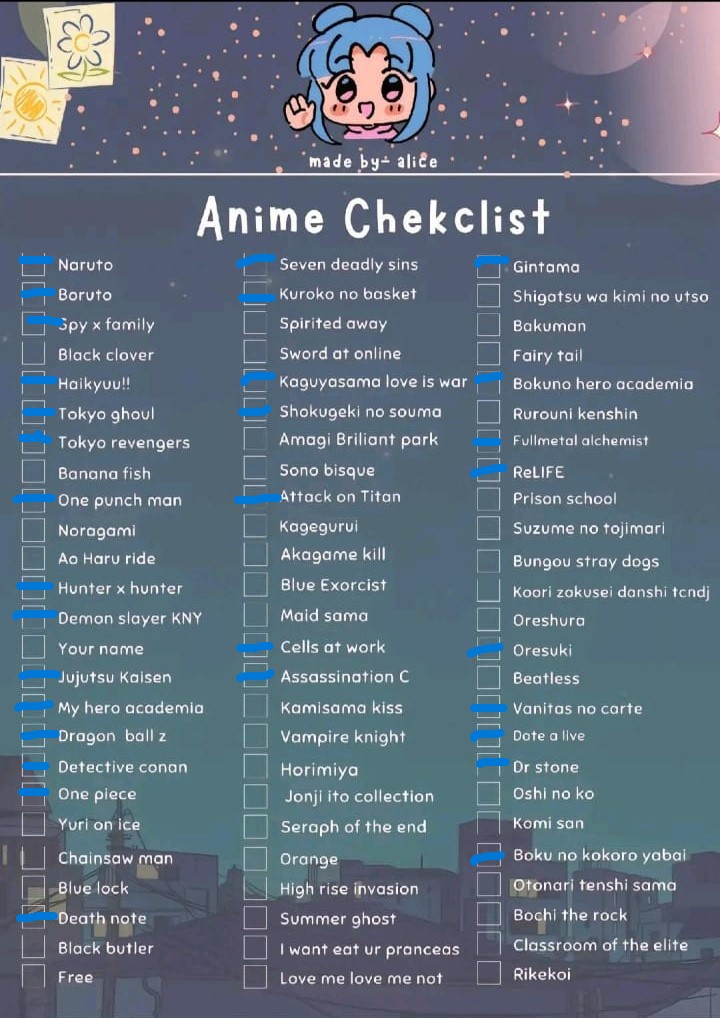 made by- alice
Anime Chekclist
Naruto
Boruto
Spy x family
Black clover
Haikyuu!!
Tokyo ghoul
Tokyo revengers
Banana fish
One punch man
Noragami
Ao Haru ride
Hunter x hunter
Demon slayer KNY
Your name
Jujutsu Kaisen
My hero academia
Dragon ball z
Detective conan
One piece
Yuri on ice
Chainsaw man
Blue lock
Death note
Black butler
Free
Seven deadly sins
Kuroko no basket
Spirited away
Sword at online
Kaguyasama love is war
Shokugeki no souma
Amagi Briliant park
Sono bisque
Attack on Titan
Kagegurui
Akagame kill
Blue Exorcist
Maid sama
Cells at work
Assassination C
Kamisama kiss
Vampire knight
Horimiya
Jonji ito collection
Seraph of the end
Orange
High rise invasion
Summer ghost
I want eat ur pranceas
Love me love me not
Gintama
Shigatsu wa kimi no utso
Bakuman
Fairy tail
Bokuno hero academia
Rurouni kenshin
Fullmetal alchemist
ReLIFE
Prison school
Suzume no tojimari
Bungou stray dogs
Koori zokusei danshi tcndj
Oreshura
Oresuki
Beatless
Vanitas no carte
Date a live
Dr stone
Oshi no ko
Komi san
Boku no kokoro yabai
Otonari tenshi sama
Bochi the rock
Classroom of the elite
Rikekoi